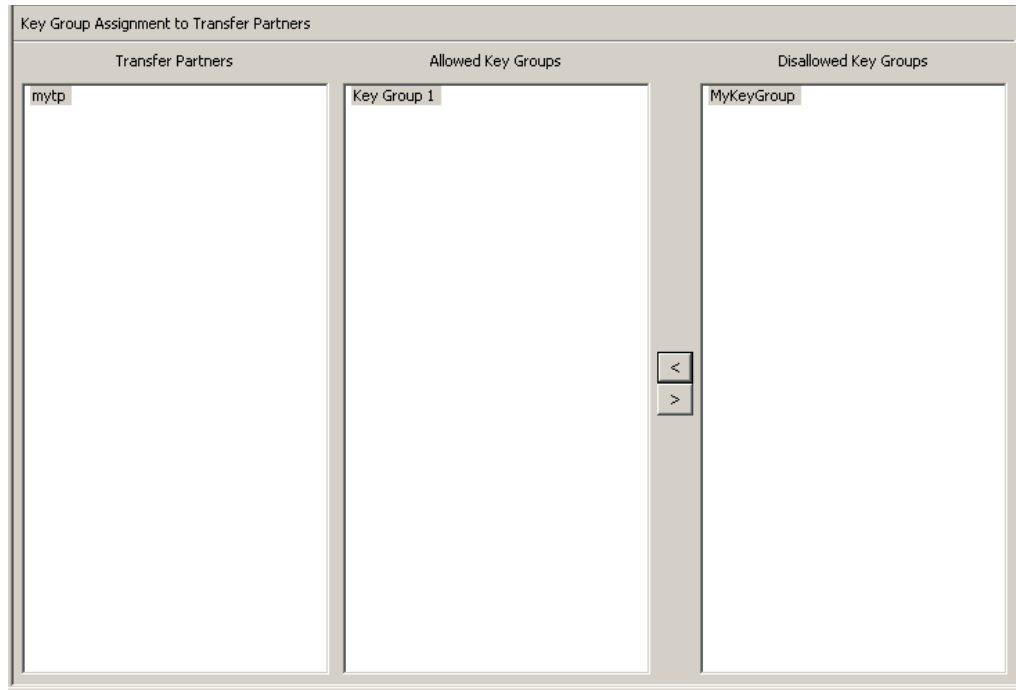 Key Group Assignment to Transfer Partners
Transfer Partners
Allowed Key Groups
Disallowed Key Groups
mytp
Key Group 1
MyKeyGroup
<
>